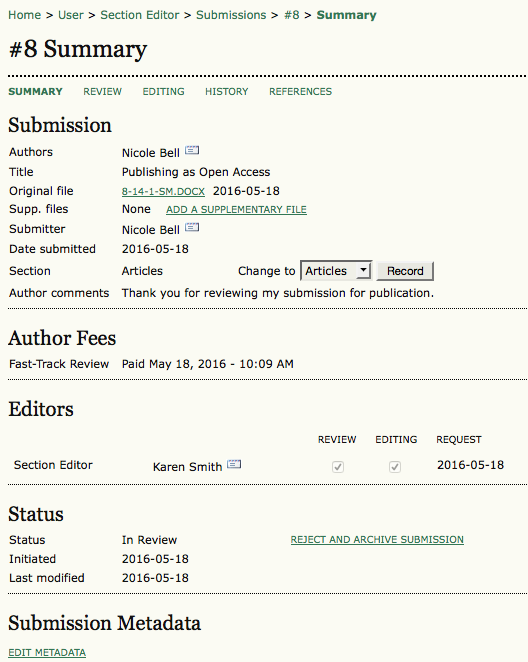 Home > User > Section Editor > Submissions > #8 > Summary
#8 Summary
SUMMARY REVIEW EDITING HISTORY REFERENCES
Submission
Authors Nicole Bell
Title Publishing as Open Access
Original file 8-14-1-SM.DOCX 2016-05-18
Supp. files None ADD A SUPPLEMENTARY FILE
Submitter Nicole Bell
Date submitted 2016-05-18
Section Articles Change to Articles Record
Author comments Thank you for reviewing my submission for publication.
Author Fees
Fast-Track Review Paid May 18, 2016 - 10:09 AM
Editors
REVIEW EDITING REQUEST
Section Editor Karen Smith 2016-05-18
Status
Status In Review REJECT AND ARCHIVE SUBMISSION
Initiated 2016-05-18
Last modified 2016-05-18
Submission Metadata
EDIT METADATA